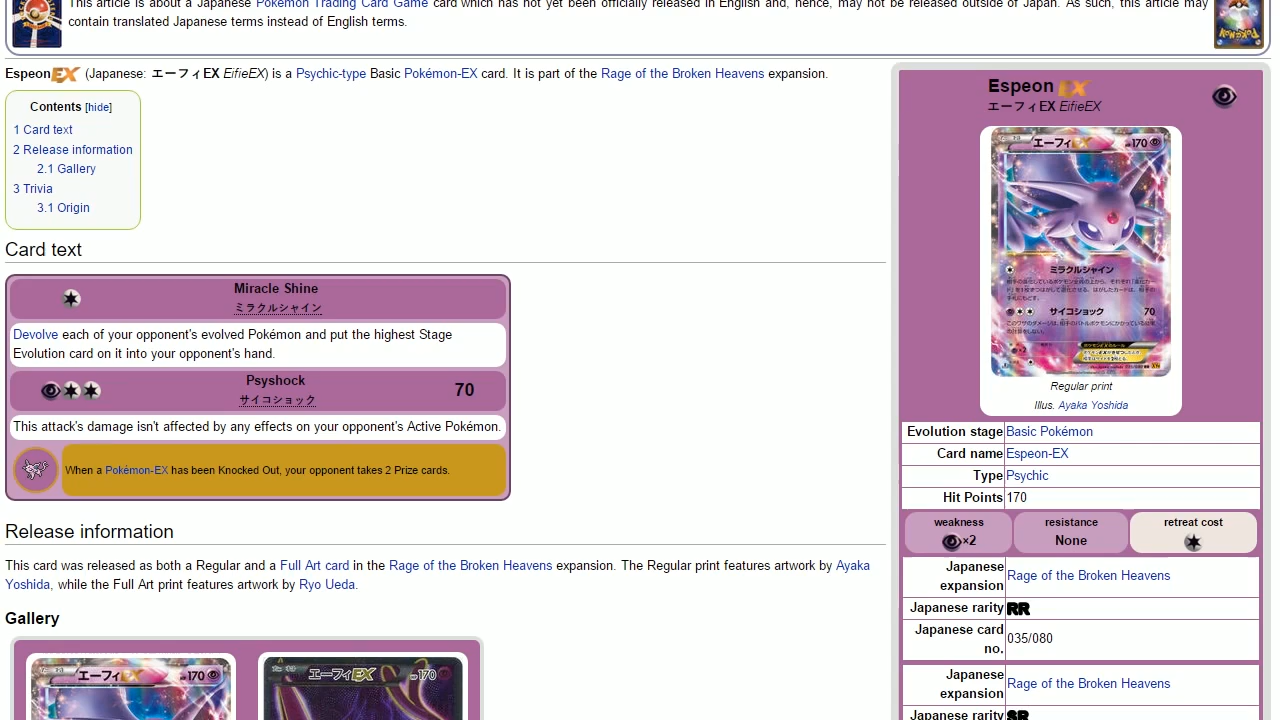 This article is about a Japanese Pokémon Trading Card Game card which has not yet been officially released in English and, hence, may not be released outside of Japan. As such, this article may
contain translated Japanese terms instead of English terms.
EspeonEX (Japanese: エーフィEX EifieEX) is a Psychic-type Basic Pokémon-EX card. It is part of the Rage of the Broken Heavens expansion.
Contents [hide]
1 Card text
2 Release information
2.1 Gallery
3 Trivia
3.1 Origin
Card text
Miracle Shine
ミラクルシャイン
Devolve each of your opponent's evolved Pokémon and put the highest Stage
Evolution card on it into your opponent's hand.
Psyshock 70
サイコショック
This attack's damage isn't affected by any effects on your opponent's Active Pokémon.
When a Pokémon-EX has been Knocked Out, your opponent takes 2 Prize cards.
Release information
This card was released as both a Regular and a Full Art card in the Rage of the Broken Heavens expansion. The Regular print features artwork by Ayaka
Yoshida, while the Full Art print features artwork by Ryo Ueda.
Gallery
エーフィEX 170
エーフィEX 170
Espeon EX
エーフィEX EifieEX
エーフィEX 170
ミラクルシャイン
サイコショック 70
×2
Regular print
Illus. Ayaka Yoshida
Evolution stage Basic Pokémon
Card name Espeon-EX
Type Psychic
Hit Points 170
weakness resistance retreat cost
×2 None
Japanese
expansion Rage of the Broken Heavens
Japanese rarity RR
Japanese card
no. 035/080
Japanese
expansion Rage of the Broken Heavens
Japanese rarity SR